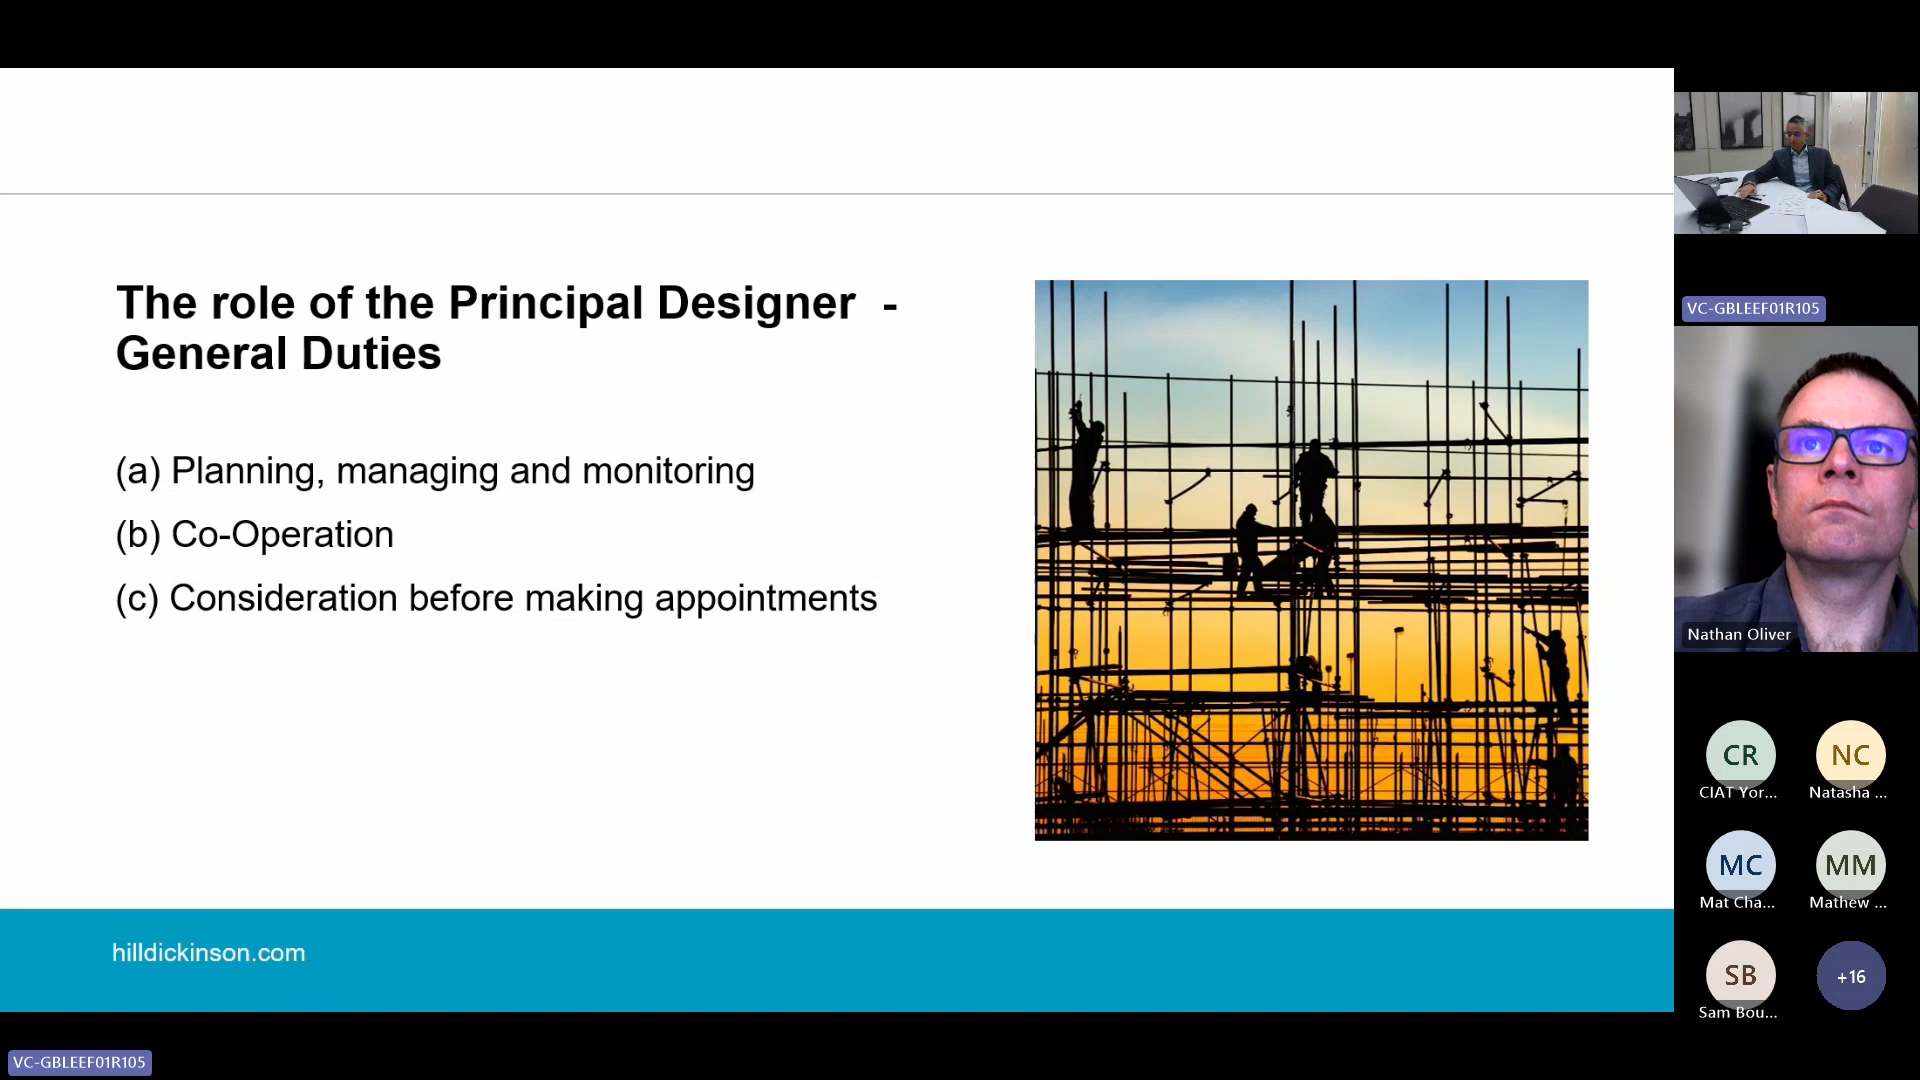 The role of the Principal Designer -
General Duties
(a) Planning, managing and monitoring
(b) Co-Operation
(c) Consideration before making appointments
hilldickinson.com
VC-GBLEEF01R105
VC-GBLEEF01R105
Nathan Oliver
CR
CIAT Yor...
NC
Natasha ...
MC
Mat Cha...
MM
Mathew ...
SB
Sam Bou...
+16